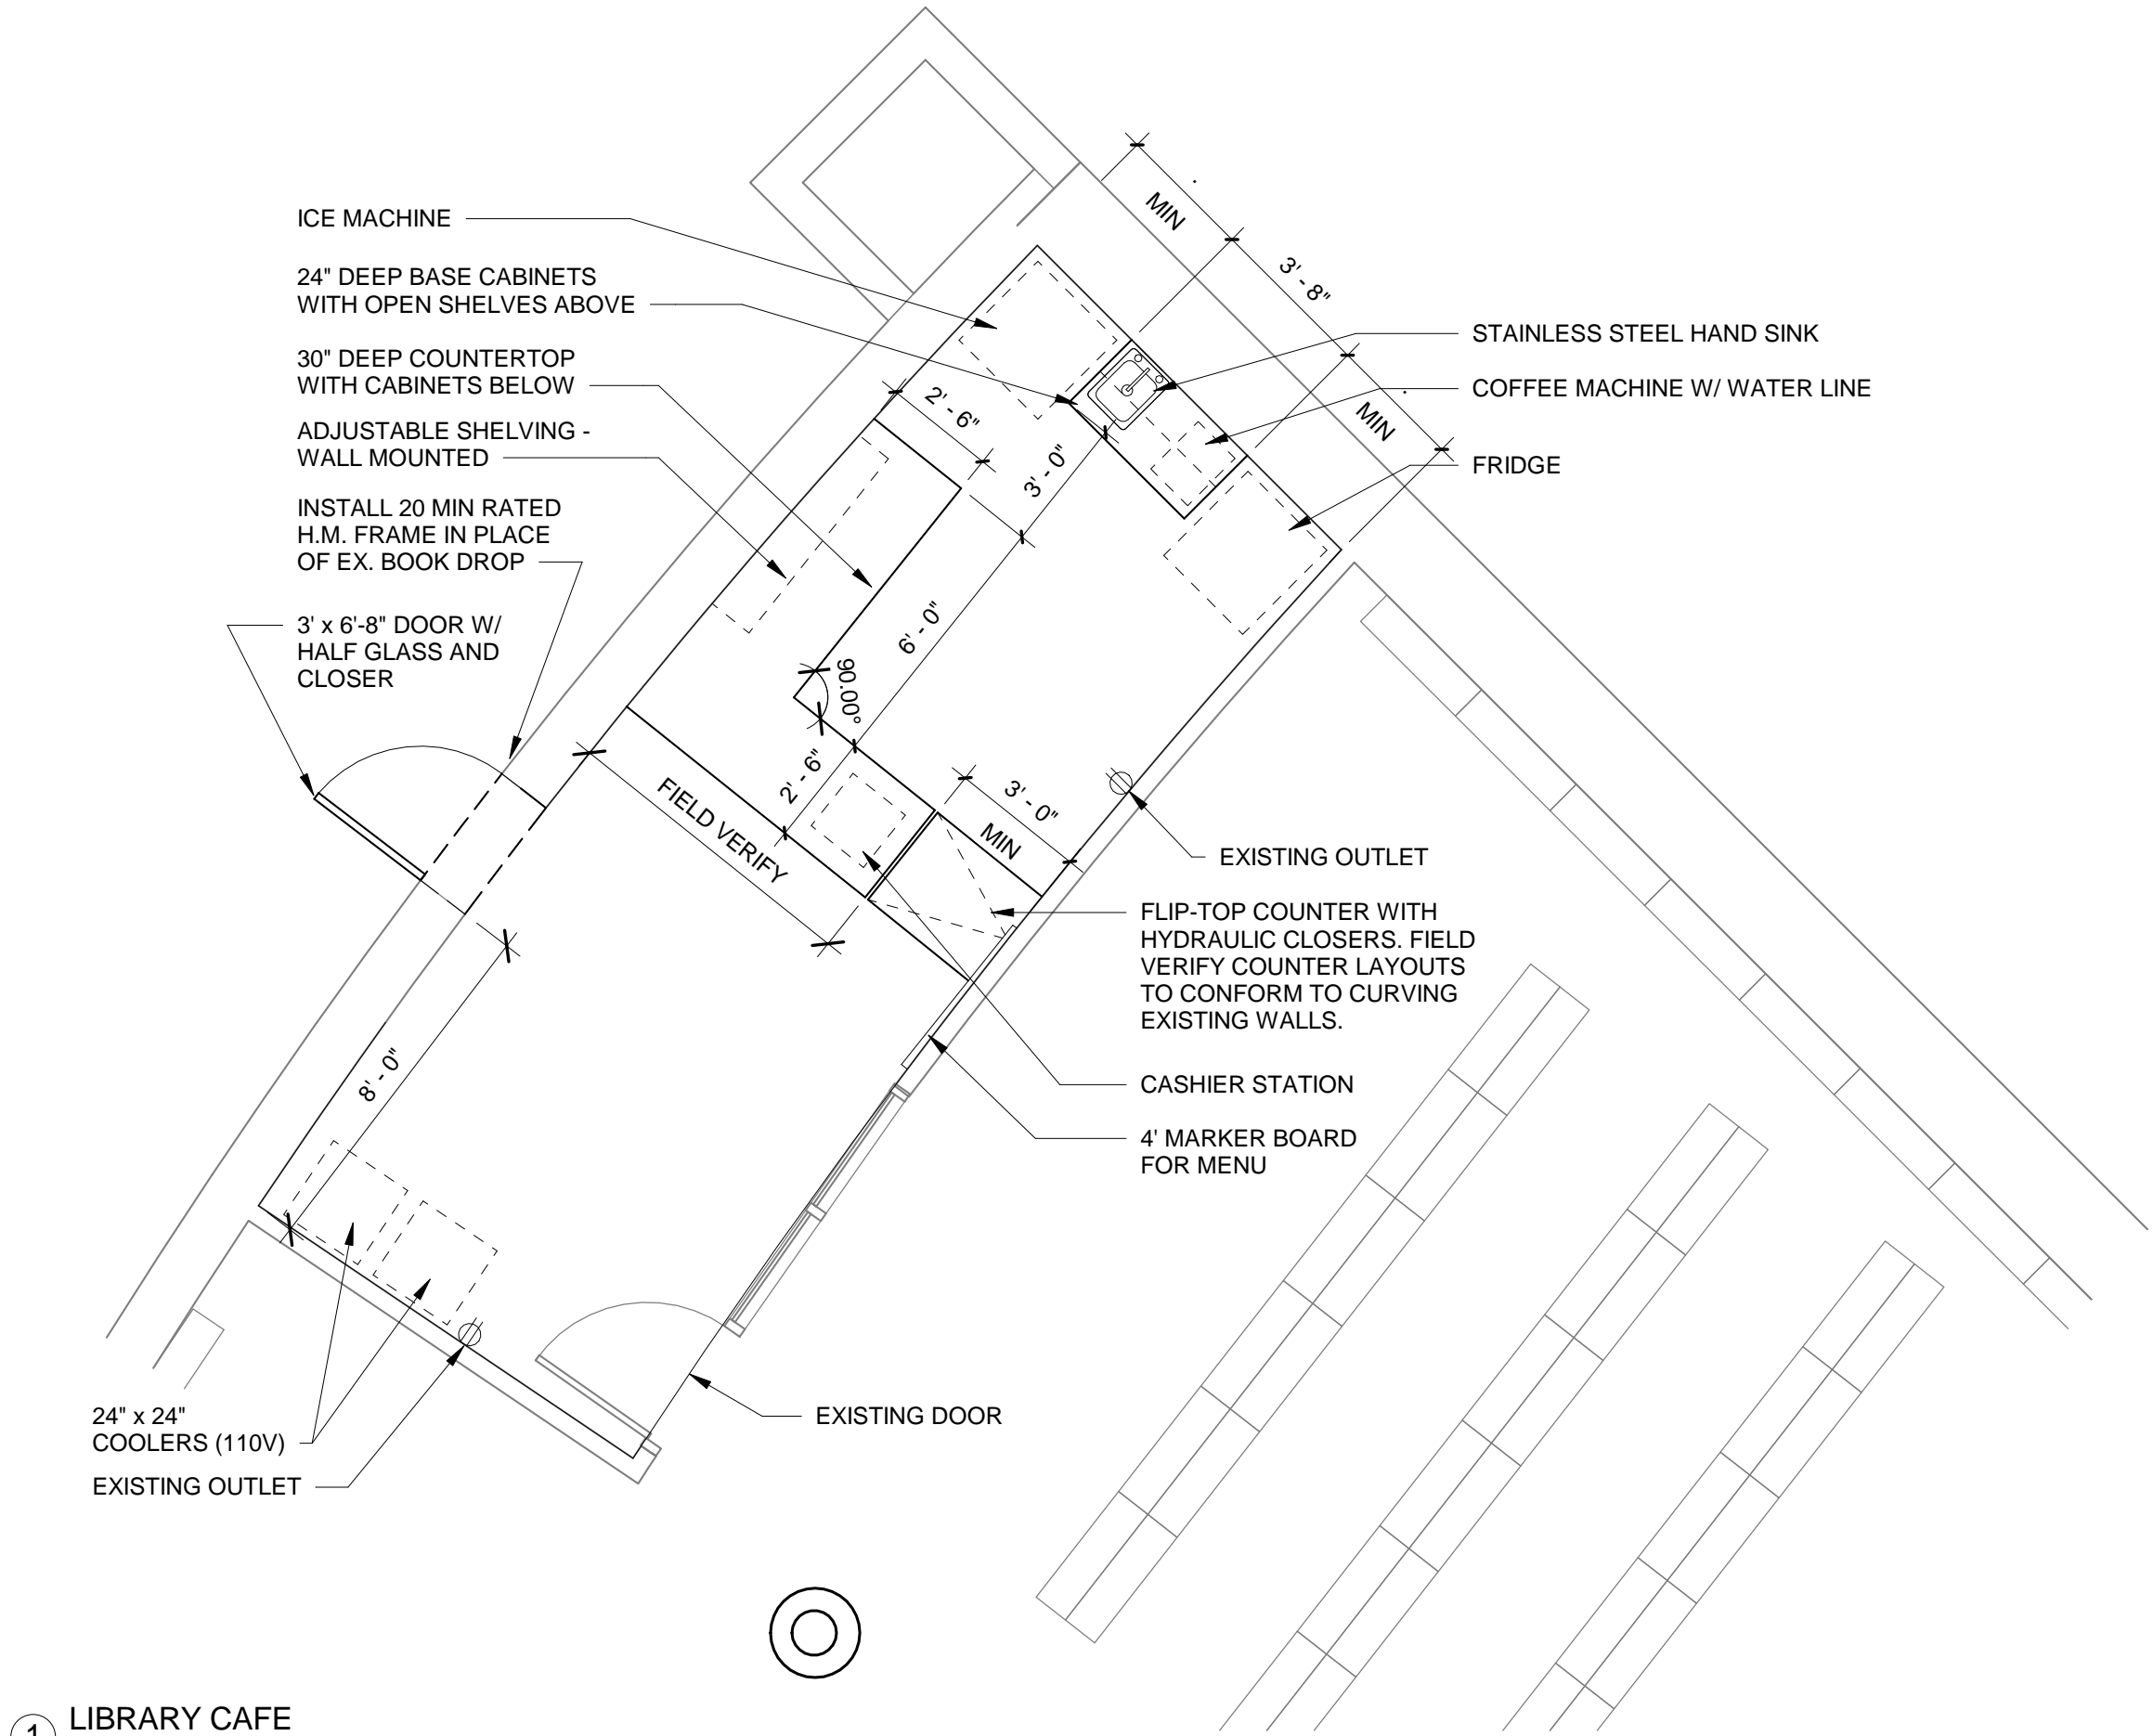 ICE MACHINE
24" DEEP BASE CABINETS
WITH OPEN SHELVES ABOVE
30" DEEP COUNTERTOP
WITH CABINETS BELOW
ADJUSTABLE SHELVING -
WALL MOUNTED
INSTALL 20 MIN RATED
H.M. FRAME IN PLACE
OF EX. BOOK DROP
3' x 6'-8" DOOR W/
HALF GLASS AND
CLOSER
MIN
3' - 8"
MIN
STAINLESS STEEL HAND SINK
COFFEE MACHINE W/ WATER LINE
FRIDGE
2' - 6"
3' - 0"
6' - 0"
90.00°
2' - 6"
FIELD VERIFY
3' - 0"
MIN
8' - 0"
EXISTING OUTLET
FLIP-TOP COUNTER WITH
HYDRAULIC CLOSERS. FIELD
VERIFY COUNTER LAYOUTS
TO CONFORM TO CURVING
EXISTING WALLS.
CASHIER STATION
4' MARKER BOARD
FOR MENU
EXISTING DOOR
24" x 24"
COOLERS (110V)
EXISTING OUTLET
1
LIBRARY CAFE